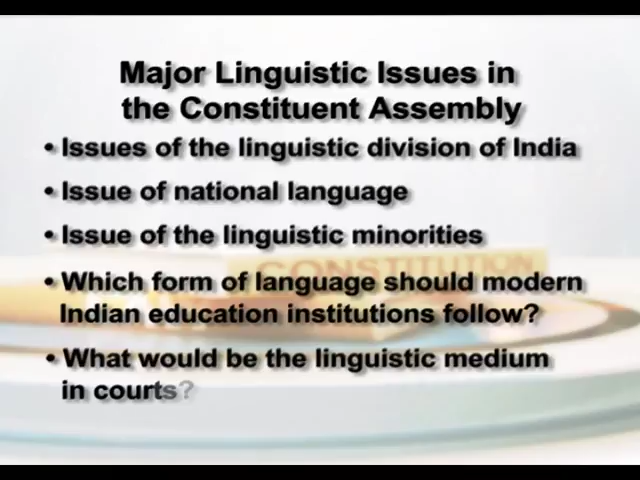 Major Linguistic Issues in
the Constituent Assembly
• Issues of the linguistic division of India
• Issue of national language
• Issue of the linguistic minorities
CONSTITUTION
• Which form of language should modern
Indian education institutions follow?
• What would be the linguistic medium
in courts?